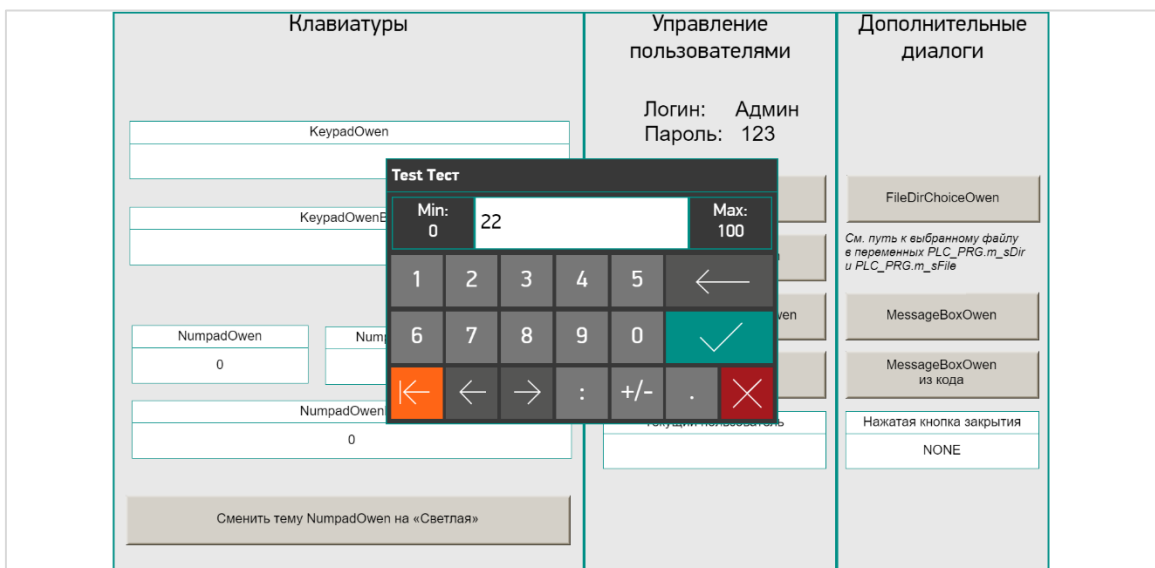 Клавиатуры
KeypadOwen
KeypadOwenB
NumpadOwen
0
NumpadOwen
0
Сменить тему NumpadOwen на «Светлая»
Test Тест
Min:
0
22
Max:
100
1 2 3 4 5
6 7 8 9 0
: +/- .
Управление
пользователями
Логин: Админ
Пароль: 123
Дополнительные
диалоги
FileDirChoiceOwen
См. путь к выбранному файлу
в переменных PLC_PRG.m_sDir
и PLC_PRG.m_sFile
MessageBoxOwen
MessageBoxOwen
из кода
Нажатая кнопка закрытия
NONE